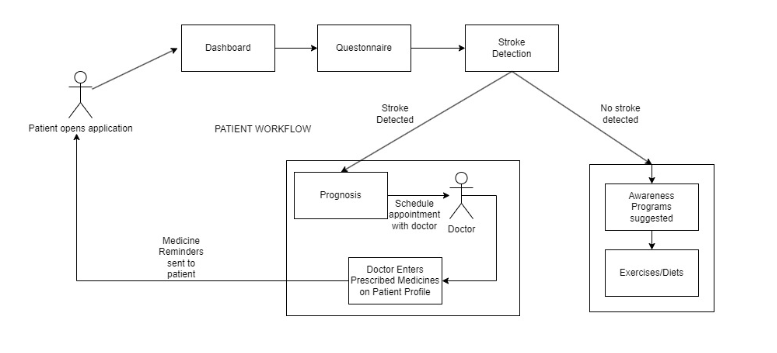 Dashboard
Questonnaire
Stroke
Detection
Stroke
Detected
No stroke
detected
Patient opens application
PATIENT WORKFLOW
Prognosis
Schedule
appointment
with doctor
Doctor
Awareness
Programs
suggested
Medicine
Reminders
sent to
patient
Doctor Enters
Prescribed Medicines
on Patient Profile
Exercises/Diets